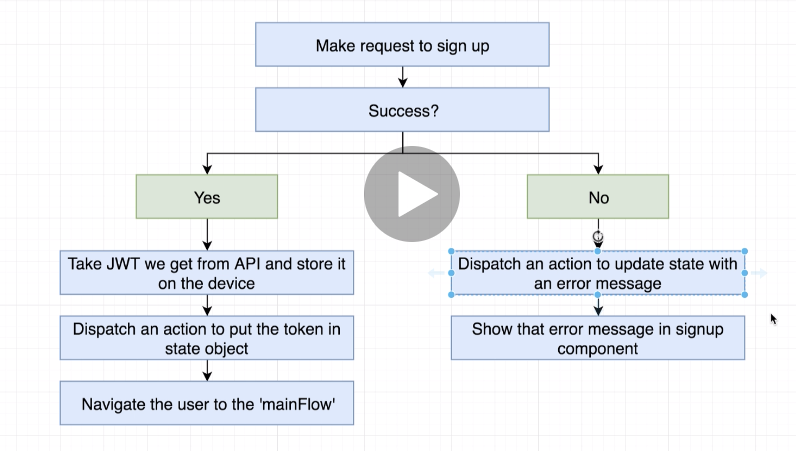 Make request to sign up
Success?
Yes
No
Take JWT we get from API and store it
on the device
Dispatch an action to update state with
an error message
Dispatch an action to put the token in
state object
Show that error message in signup
component
Navigate the user to the 'mainFlow'